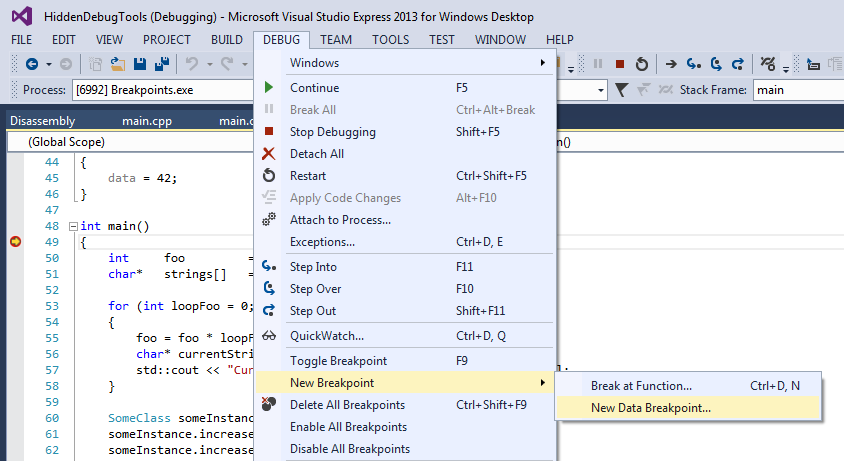 HiddenDebugTools (Debugging) - Microsoft Visual Studio Express 2013 for Windows Desktop
FILE EDIT VIEW PROJECT BUILD DEBUG TEAM TOOLS TEST WINDOW HELP
Process: [6992] Breakpoints.exe Stack Frame: main
Disassembly main.cpp main.c
(Global Scope) n()
Windows
Continue F5
Break All Ctrl+Alt+Break
Stop Debugging Shift+F5
Detach All
Restart Ctrl+Shift+F5
Apply Code Changes Alt+F10
Attach to Process...
Exceptions... Ctrl+D, E
Step Into F11
Step Over F10
Step Out Shift+F11
QuickWatch... Ctrl+D, Q
Toggle Breakpoint F9
New Breakpoint
Delete All Breakpoints Ctrl+Shift+F9
Enable All Breakpoints
Disable All Breakpoints
Break at Function... Ctrl+D, N
New Data Breakpoint...
44 {
45 data = 42;
46 }
47
48 int main()
49 {
50 int foo =
51 char* strings[] =
52
53 for (int loopFoo = 0;
54 {
55 foo = foo * loopF
56 char* currentStri
57 std::cout << "Cur ];
58 }
59
60 SomeClass someInstanc
61 someInstance.increase
62 someInstance.increase